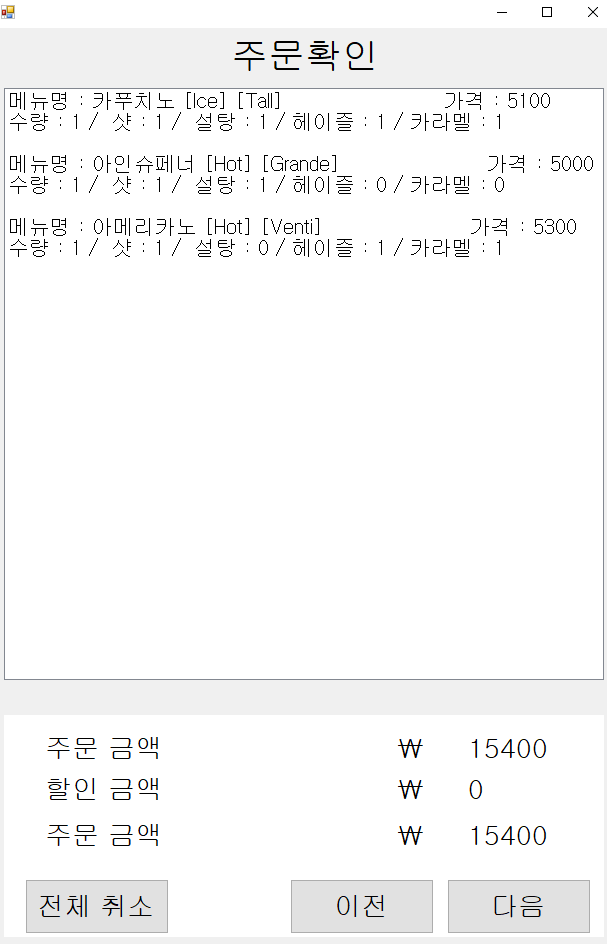 주문확인
메뉴명 : 카푸치노 [Ice] [Tall] 가격 : 5100
수량 : 1 / 샷 : 1 / 설탕 : 1 / 헤이즐 : 1 / 카라멜 : 1
메뉴명 : 아인슈페너 [Hot] [Grande] 가격 : 5000
수량 : 1 / 샷 : 1 / 설탕 : 1 / 헤이즐 : 0 / 카라멜 : 0
메뉴명 : 아메리카노 [Hot] [Venti] 가격 : 5300
수량 : 1 / 샷 : 1 / 설탕 : 0 / 헤이즐 : 1 / 카라멜 : 1
주문 금액 ₩ 15400
할인 금액 ₩ 0
주문 금액 ₩ 15400
전체 취소 이전 다음